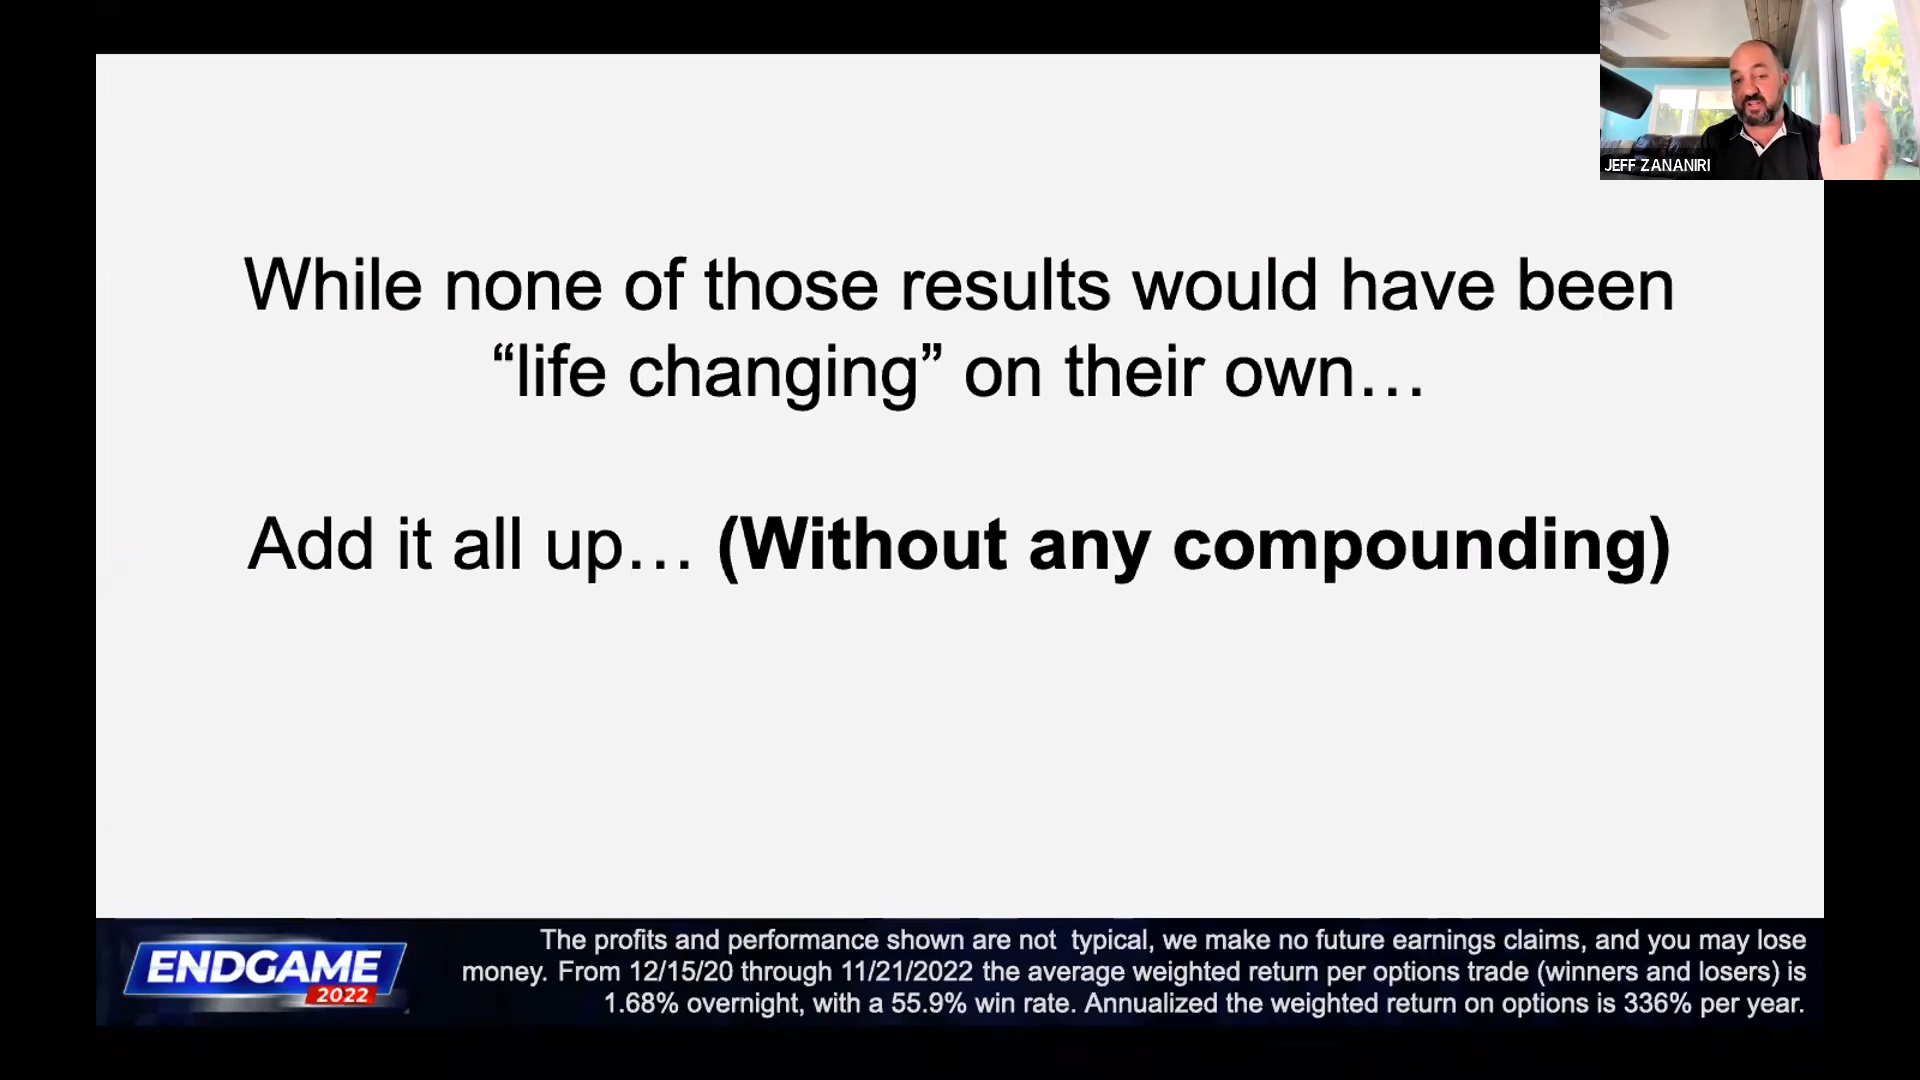 JEFF ZANANIRI
While none of those results would have been
“life changing” on their own…
Add it all up… (Without any compounding)
ENDGAME
2022
The profits and performance shown are not  typical, we make no future earnings claims, and you may lose
money. From 12/15/20 through 11/21/2022 the average weighted return per options trade (winners and losers) is
1.68% overnight, with a 55.9% win rate. Annualized the weighted return on options is 336% per year.